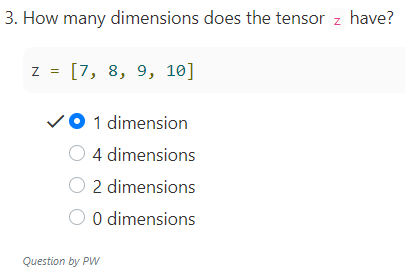 3. How many dimensions does the tensor z have?
z = [7, 8, 9, 10]
1 dimension
4 dimensions
2 dimensions
0 dimensions
Question by PW